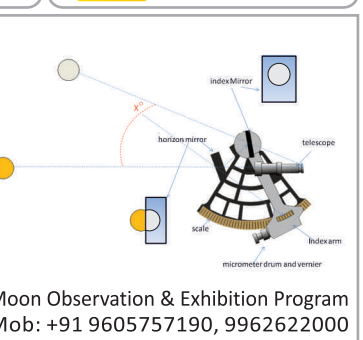 indexMirror
X°
horizon mirror
telescope
scale
Indexarm
micrometer drum and vernier
Moon Observation & Exhibition Program
Mob: +91 9605757190, 9962622000